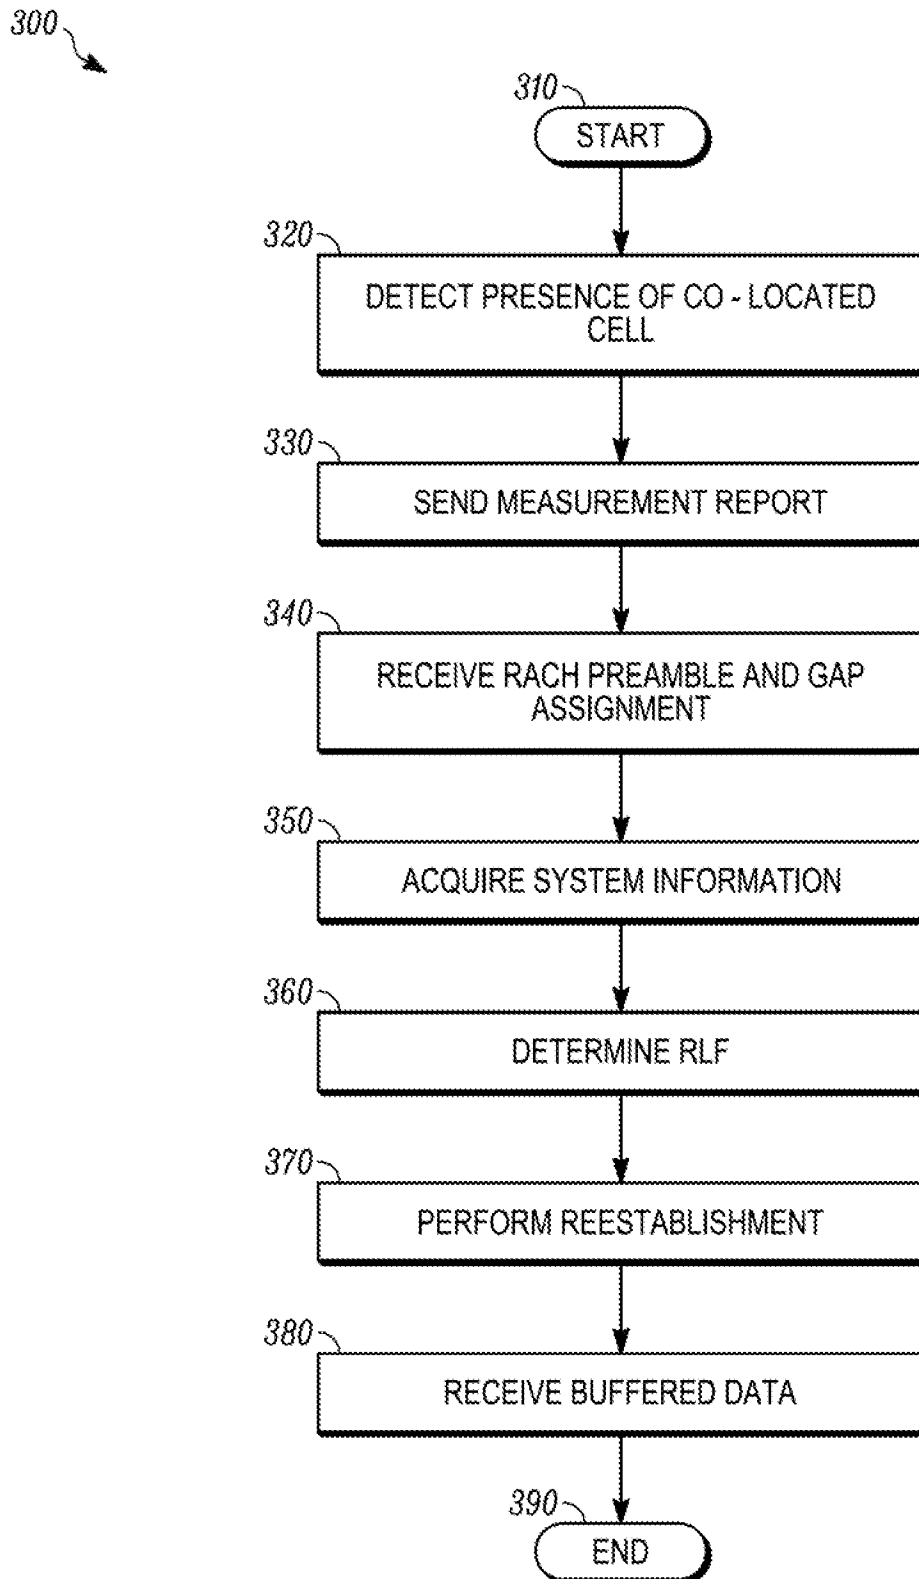 300
310
START
320
DETECT PRESENCE OF CO - LOCATED
CELL
330
SEND MEASUREMENT REPORT
340
RECEIVE RACH PREAMBLE AND GAP
ASSIGNMENT
350
ACQUIRE SYSTEM INFORMATION
360
DETERMINE RLF
370
PERFORM REESTABLISHMENT
380
RECEIVE BUFFERED DATA
390
END